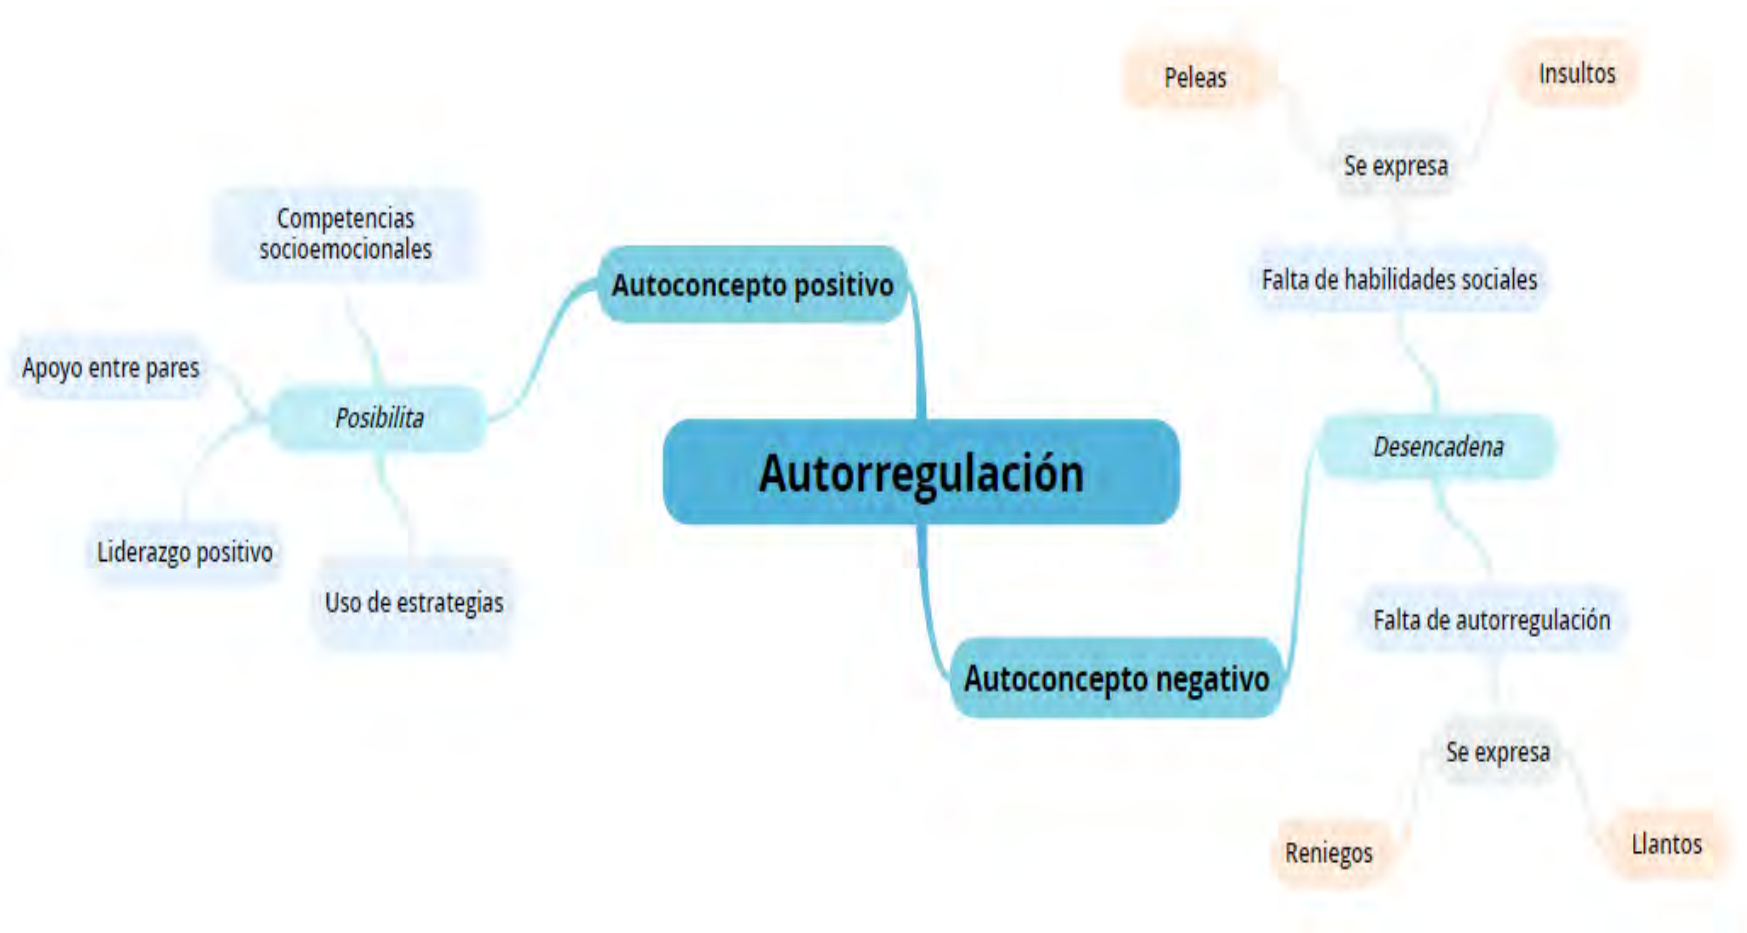 Peleas
Insultos
Se expresa
Competencias
socioemocionales
Autoconcepto positivo
Falta de habilidades sociales
Apoyo entre pares
Posibilita
Autorregulación
Desencadena
Liderazgo positivo
Uso de estrategias
Falta de autorregulación
Autoconcepto negativo
Se expresa
Reniegos
Llantos